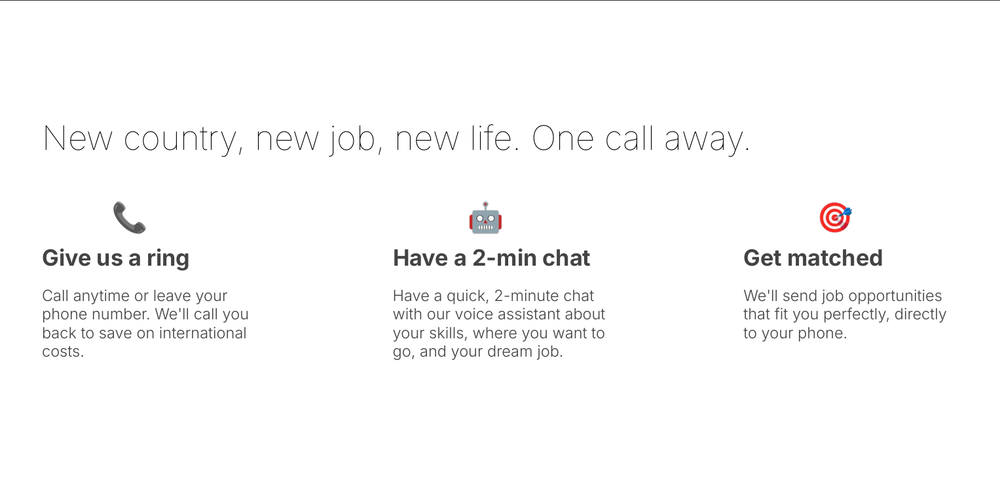 New country, new job, new life. One call away.
Give us a ring
Call anytime or leave your
phone number. We'll call you
back to save on international
costs.
Have a 2-min chat
Have a quick, 2-minute chat
with our voice assistant about
your skills, where you want to
go, and your dream job.
Get matched
We'll send job opportunities
that fit you perfectly, directly
to your phone.